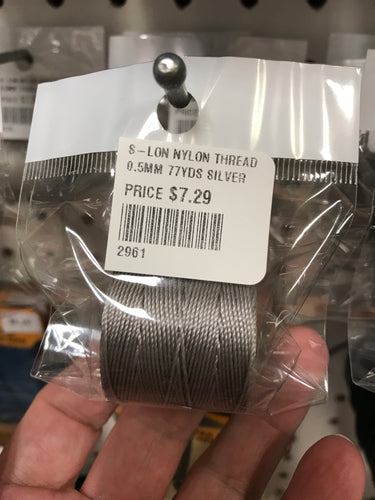 S-LON NYLON THREAD
0.5MM 77YDS SILVER
PRICE $7.29
2961